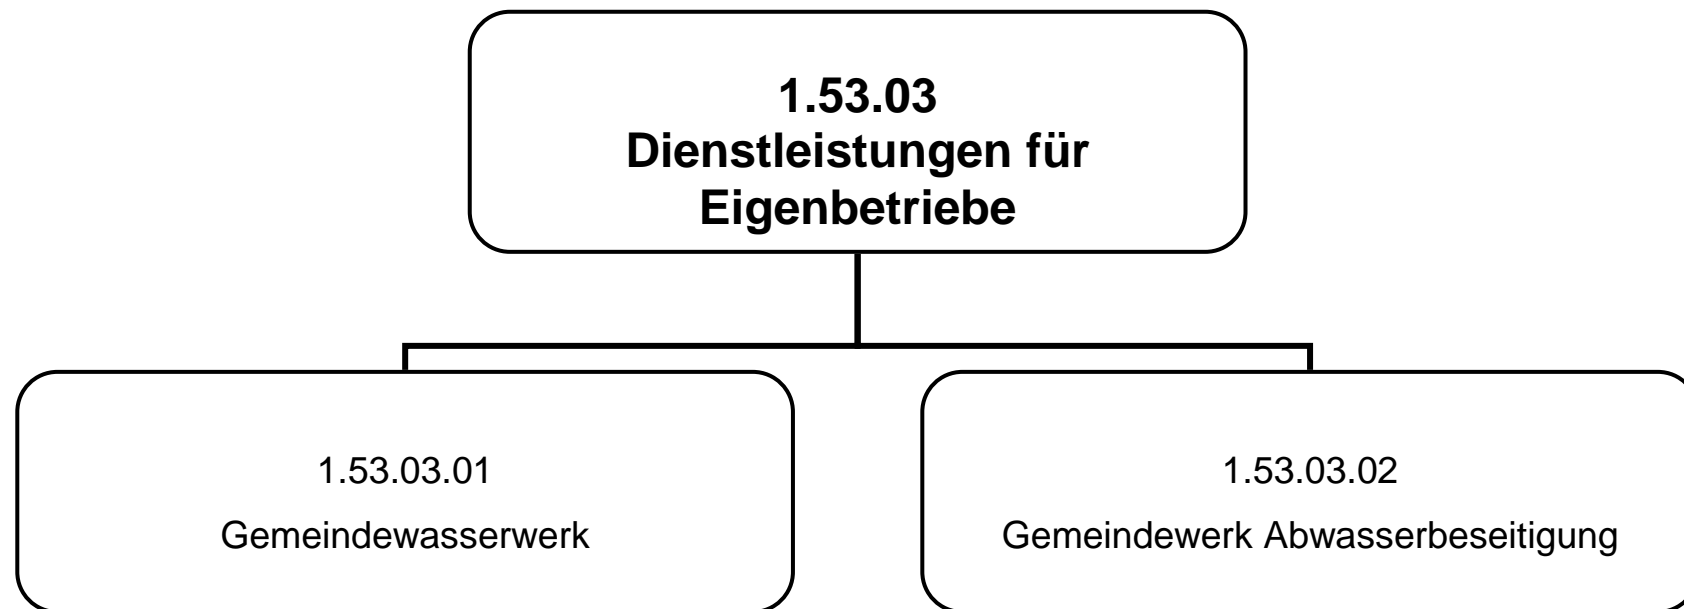 1.53.03
Dienstleistungen für
Eigenbetriebe
1.53.03.01
Gemeindewasserwerk
1.53.03.02
Gemeindewerk Abwasserbeseitigung